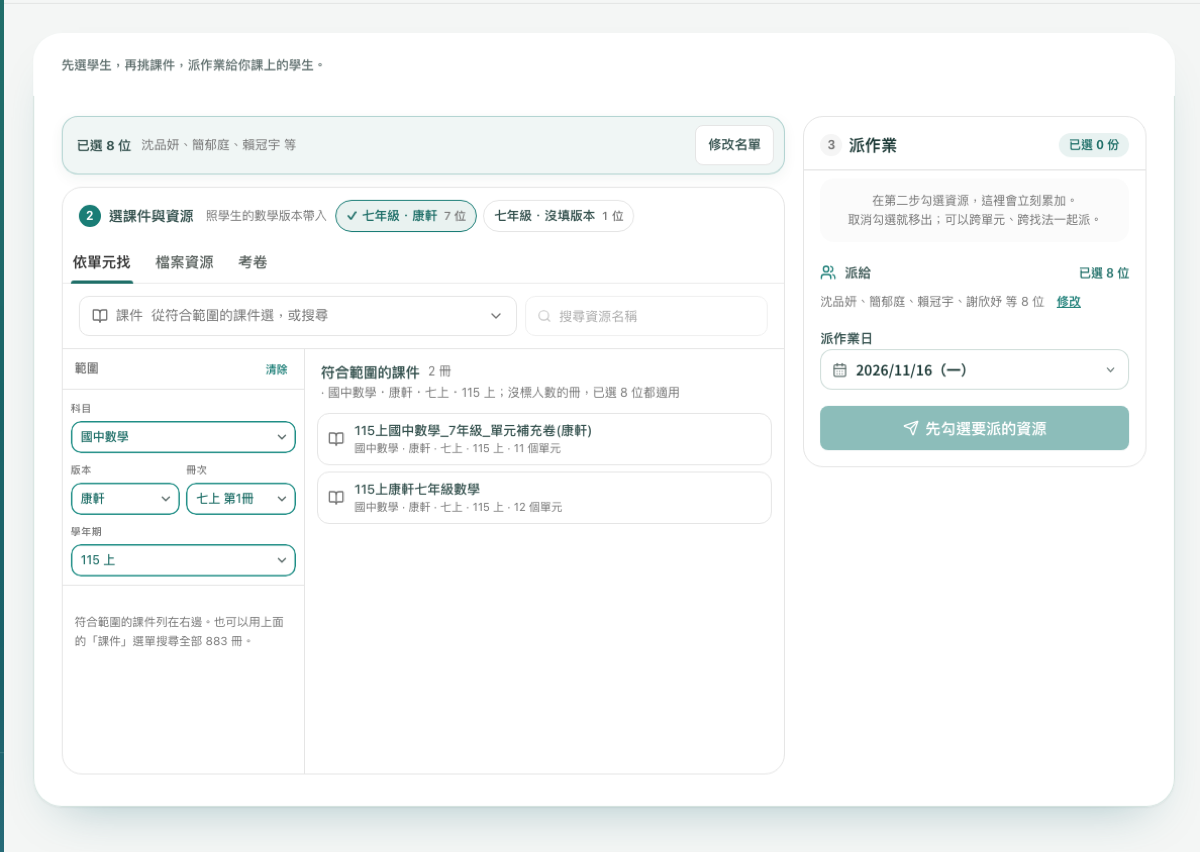 先選學生，再挑課件，派作業給你課上的學生。
已選 8 位 沈品妍、簡郁庭、賴冠宇 等
修改名單
2 選課件與資源 照學生的數學版本帶入
七年級 · 康軒 7 位
七年級 · 沒填版本 1 位
依單元找 檔案資源 考卷
課件 從符合範圍的課件選，或搜尋
搜尋資源名稱
範圍 清除
科目
國中數學
版本 冊次
康軒 七上 第1冊
學年期
115 上
符合範圍的課件列在右邊。也可以用上面
的「課件」選單搜尋全部 883 冊。
符合範圍的課件 2 冊
· 國中數學 · 康軒 · 七上 · 115 上；沒標人數的冊，已選 8 位都適用
115上國中數學_7年級_單元補充卷(康軒)
國中數學 · 康軒 · 七上 · 115 上 · 11 個單元
115上康軒七年級數學
國中數學 · 康軒 · 七上 · 115 上 · 12 個單元
3 派作業 已選 0 份
在第二步勾選資源，這裡會立刻累加。
取消勾選就移出；可以跨單元、跨找法一起派。
派給 已選 8 位
沈品妍、簡郁庭、賴冠宇、謝欣妤 等 8 位 修改
派作業日
2026/11/16（一）
先勾選要派的資源